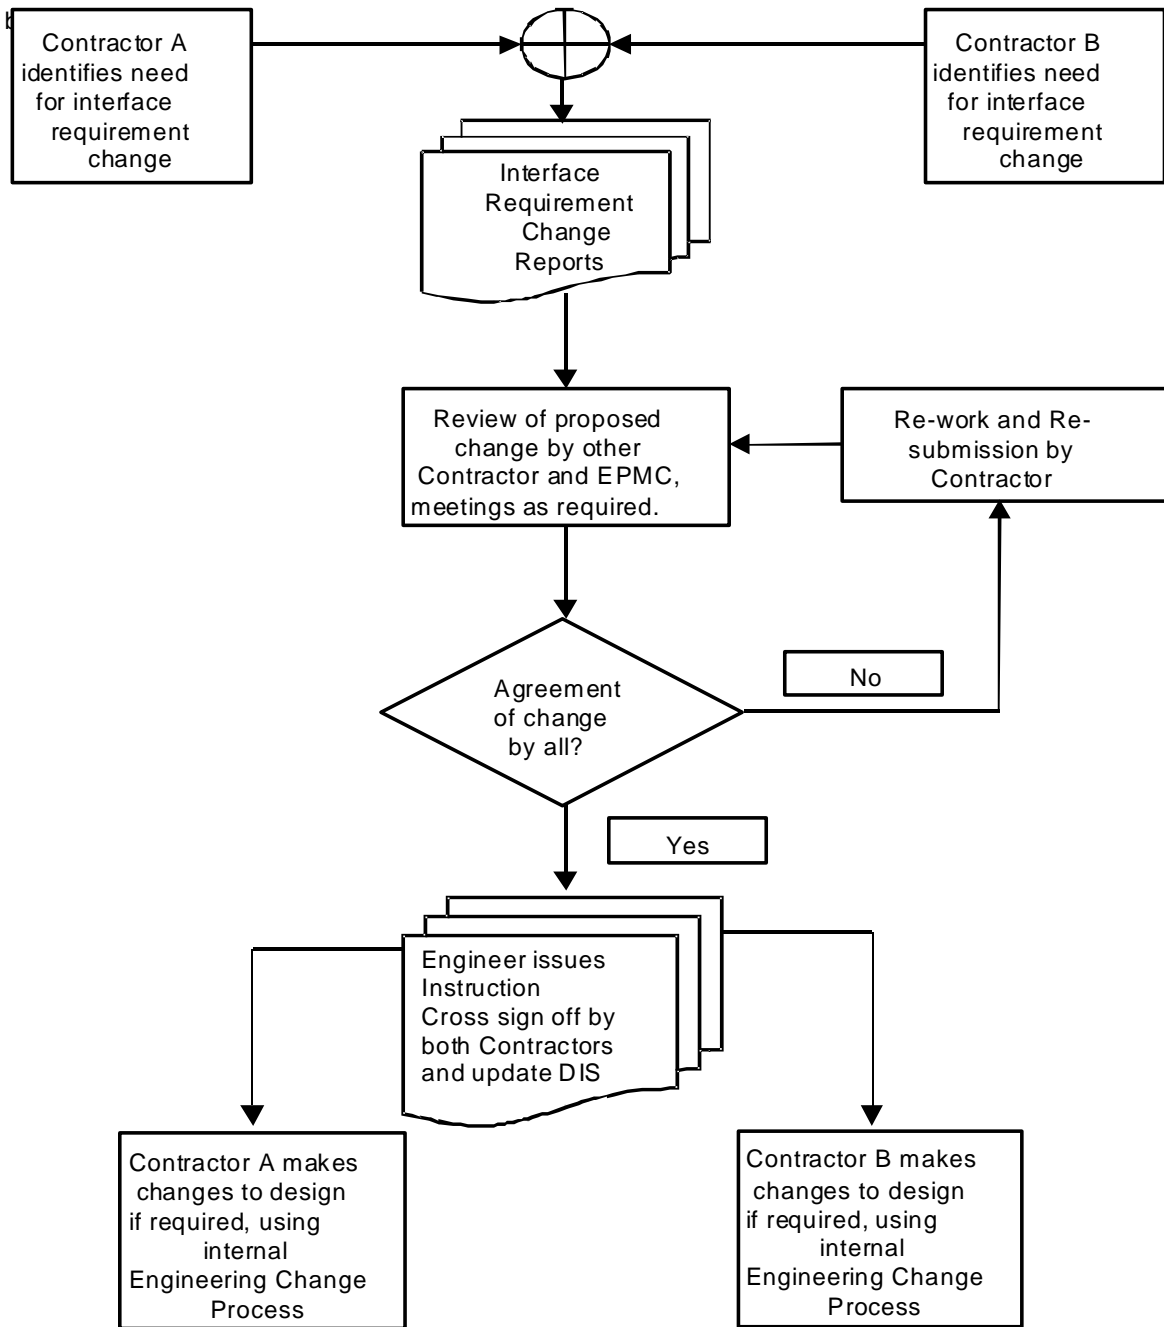 Contractor A
identifies need
for interface
requirement
change
Contractor B
identifies need
for interface
requirement
change
Interface
Requirement
Change
Reports
Review of proposed
change by other
Contractor and EPMC,
meetings as required.
Re-work and Re-
submission by
Contractor
Agreement
of change
by all?
No
Yes
Engineer issues
Instruction
Cross sign off by
both Contractors
and update DIS
Contractor A makes
changes to design
if required, using
internal
Engineering Change
Process
Contractor B makes
changes to design
if required, using
internal
Engineering Change
Process